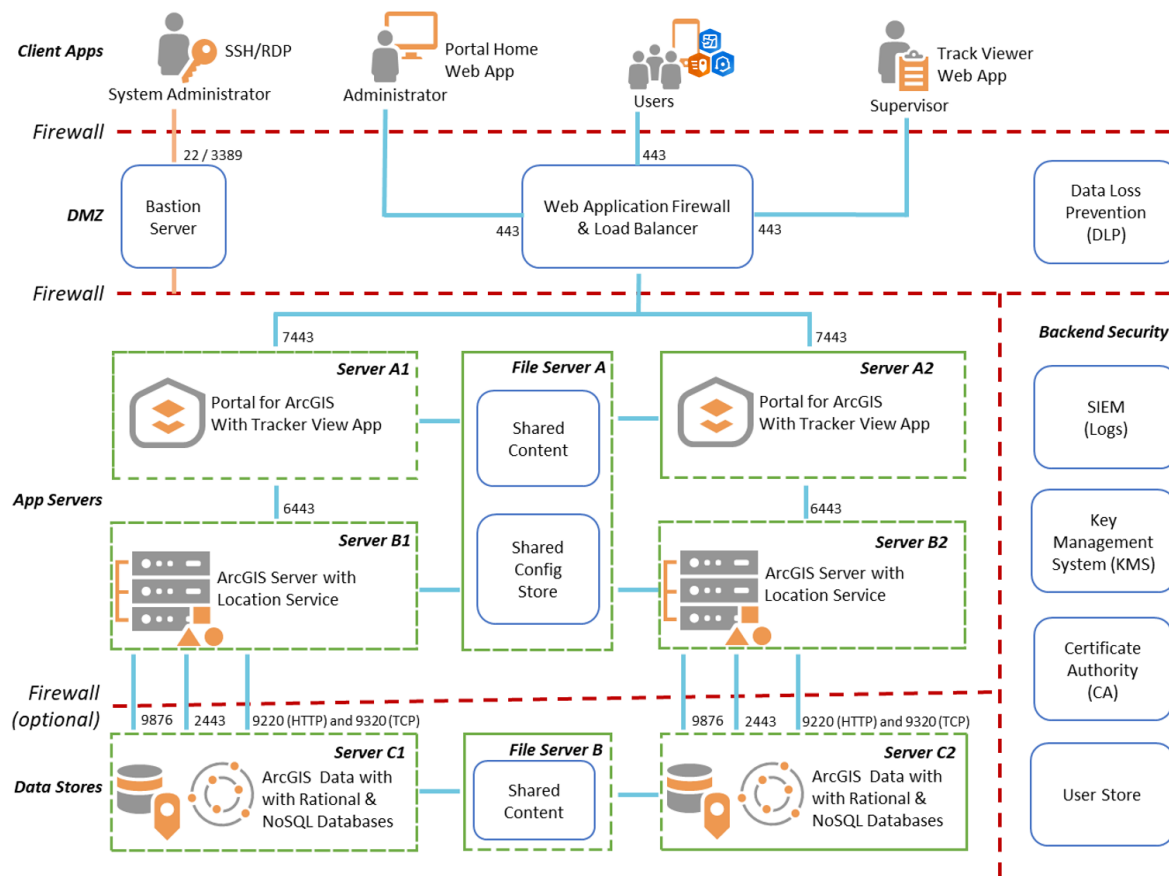 Client Apps
SSH/RDP
System Administrator
Portal Home
Web App
Administrator
Users
Track Viewer
Web App
Supervisor
Firewall
22 / 3389
443
DMZ
Bastion
Server
Web Application Firewall
& Load Balancer
443
443
Data Loss
Prevention
(DLP)
Firewall
7443
7443
Backend Security
Server A1
Portal for ArcGIS
With Tracker View App
File Server A
Shared
Content
Server A2
Portal for ArcGIS
With Tracker View App
SIEM
(Logs)
App Servers
6443
6443
Server B1
ArcGIS Server with
Location Service
Shared
Config
Store
Server B2
ArcGIS Server with
Location Service
Key
Management
System (KMS)
Certificate
Authority
(CA)
Firewall
(optional)
9876
2443
9220 (HTTP) and 9320 (TCP)
9876
2443
9220 (HTTP) and 9320 (TCP)
Data Stores
Server C1
ArcGIS Data with
with Rational &
NoSQL Databases
File Server B
Shared
Content
Server C2
ArcGIS Data with
with Rational &
NoSQL Databases
User Store